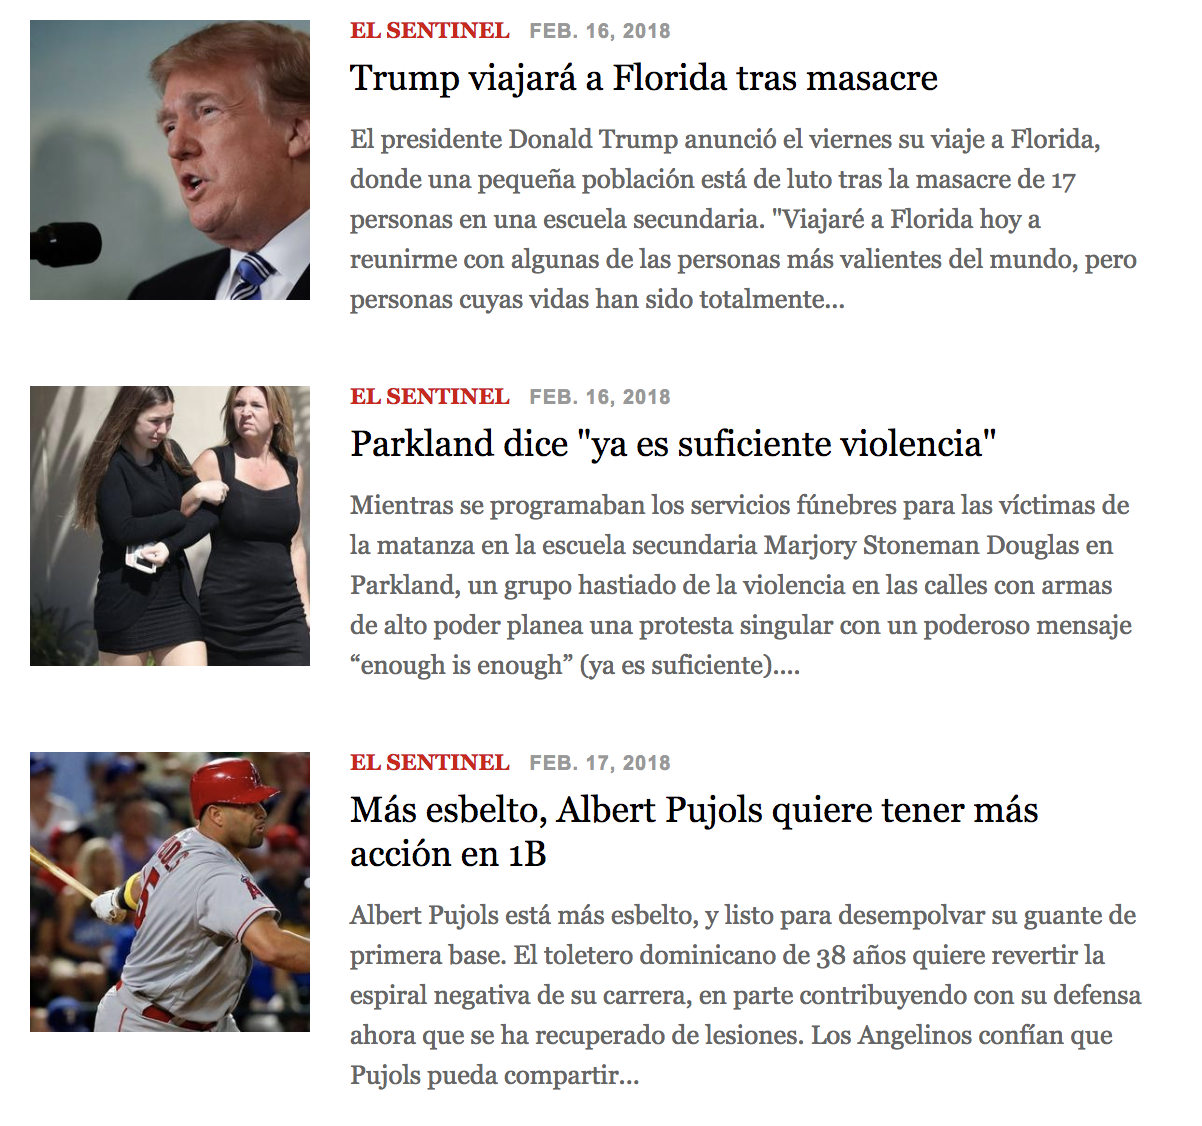 EL SENTINEL FEB. 16, 2018
Trump viajará a Florida tras masacre
El presidente Donald Trump anunció el viernes su viaje a Florida,
donde una pequeña población está de luto tras la masacre de 17
personas en una escuela secundaria. "Viajaré a Florida hoy a
reunirme con algunas de las personas más valientes del mundo, pero
personas cuyas vidas han sido totalmente...
EL SENTINEL FEB. 16, 2018
Parkland dice "ya es suficiente violencia"
Mientras se programaban los servicios fúnebres para las víctimas de
la matanza en la escuela secundaria Marjory Stoneman Douglas en
Parkland, un grupo hastiado de la violencia en las calles con armas
de alto poder planea una protesta singular con un poderoso mensaje
“enough is enough” (ya es suficiente)....
EL SENTINEL FEB. 17, 2018
Más esbelto, Albert Pujols quiere tener más
acción en 1B
Albert Pujols está más esbelto, y listo para desempolvar su guante de
primera base. El toletero dominicano de 38 años quiere revertir la
espiral negativa de su carrera, en parte contribuyendo con su defensa
ahora que se ha recuperado de lesiones. Los Angelinos confían que
Pujols pueda compartir...